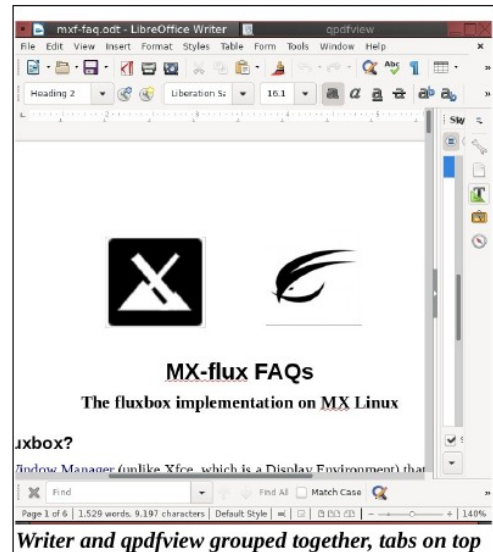 mxf-faq.odt - LibreOffice Writer
qpdfview
File Edit View Insert Format Styles Table Form Tools Window Help
Heading 2
Liberation Sa
16.1
MX-flux FAQs
The fluxbox implementation on MX Linux
uxbox?
Window Manager (unlike Xfce, which is a Display Environment) that
Find
Find All
Match Case
Page 1 of 6
1.529 words, 9.197 characters
Default Style
140%
Writer and qpdfview grouped together, tabs on top